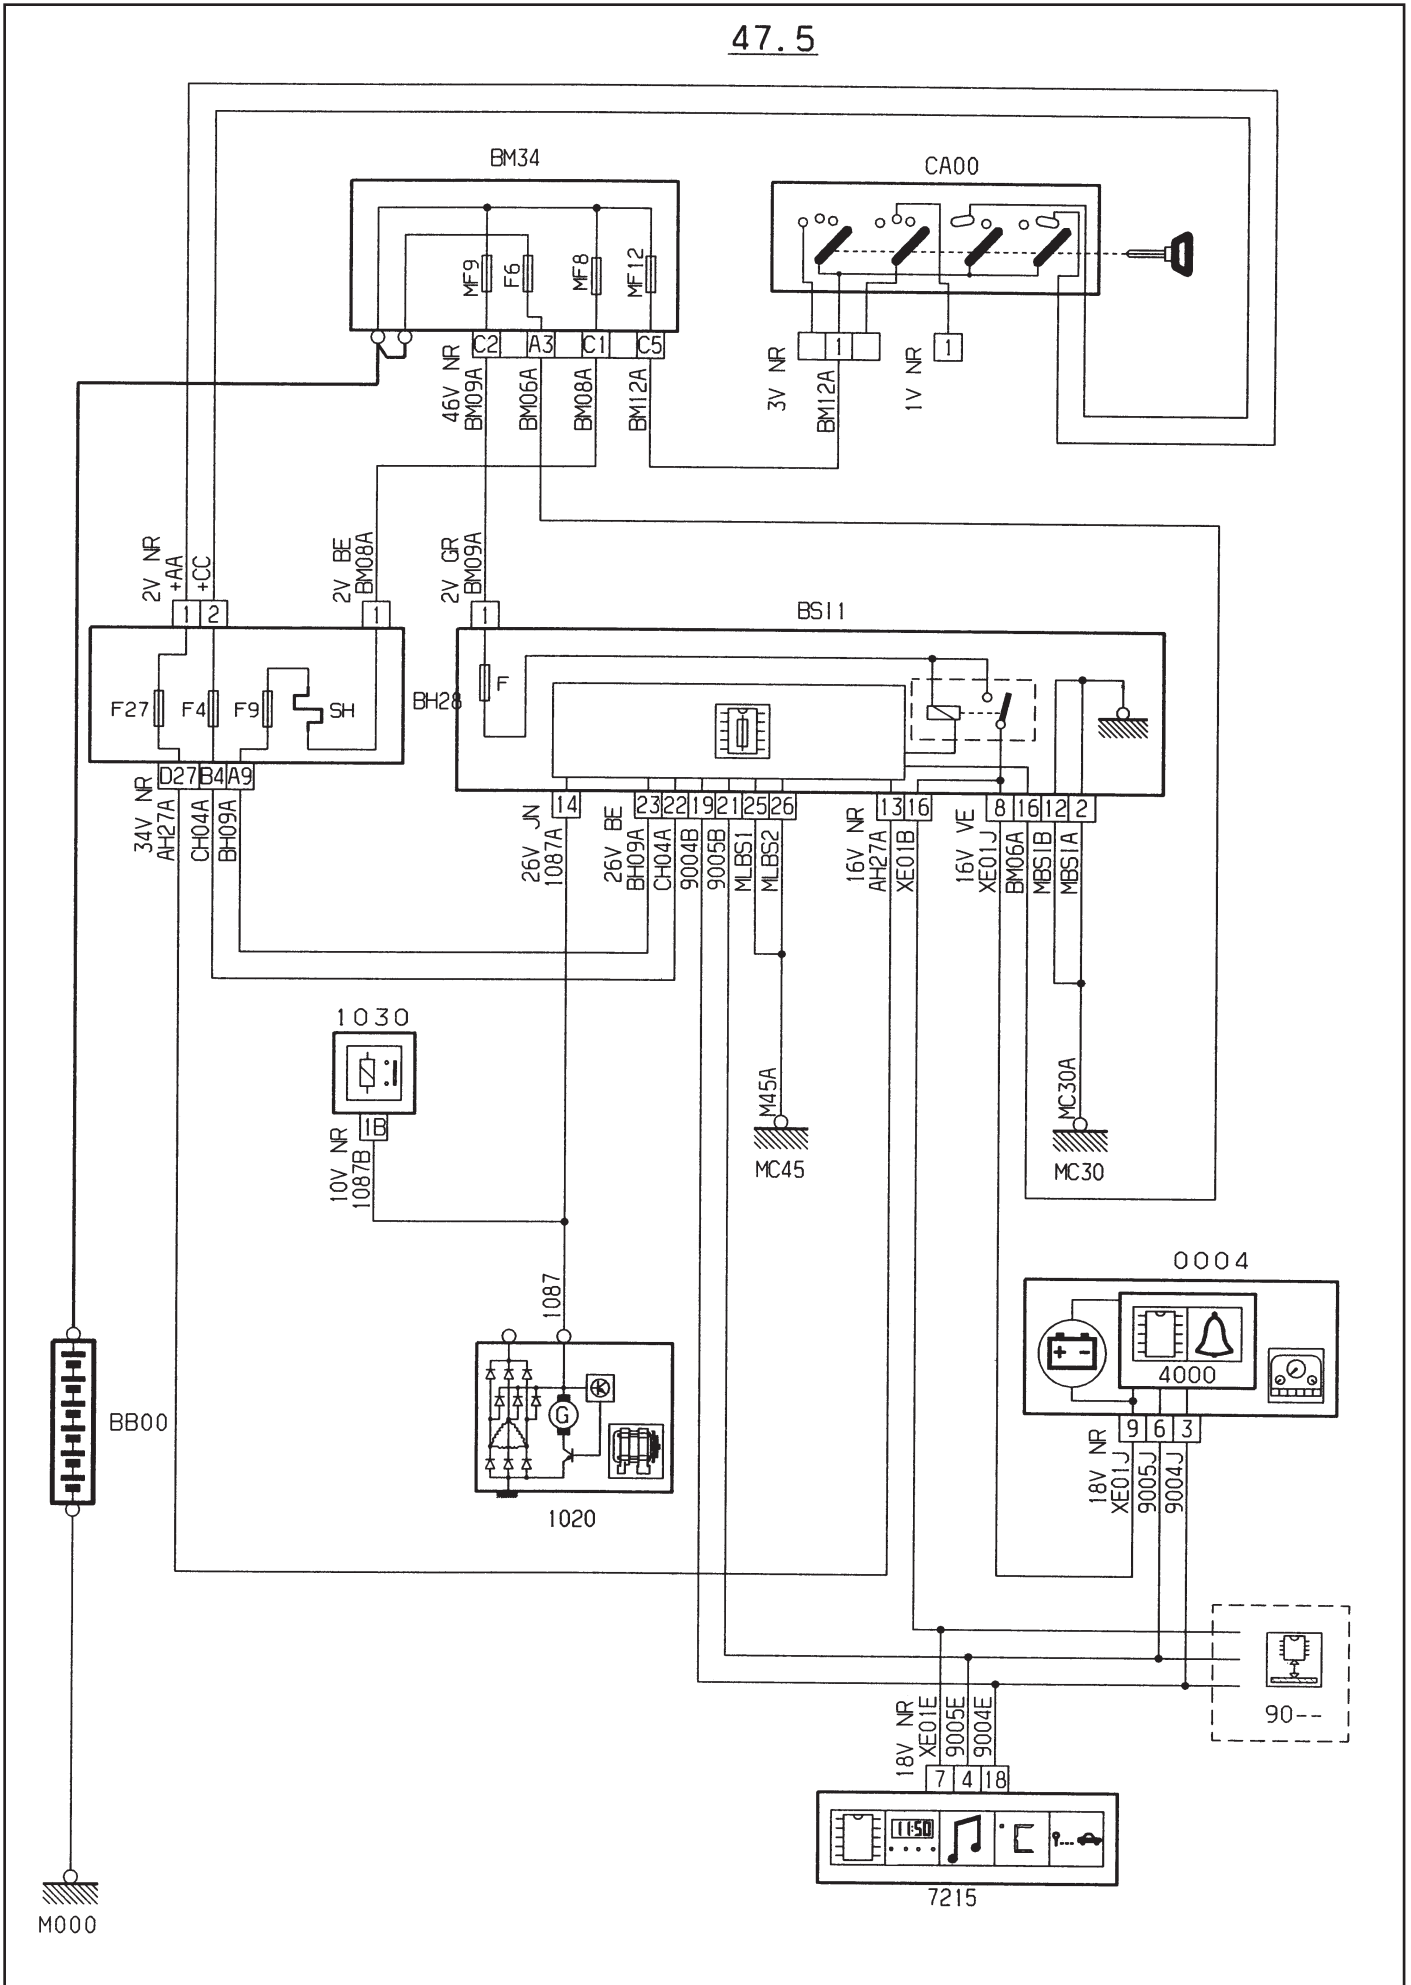 47.5
BM34
CA00
MF9
F6
MF8
MF12
C2
A3
C1
C5
1
1
46V NR
BM09A
BM06A
BM08A
BM12A
3V NR
BM12A
1V NR
2V NR
+AA
+CC
2V BE
BM08A
2V GR
BM09A
1
2
1
1
BSI1
F27
F4
F9
SH
BH28
F
D27
B4
A9
34V NR
AH27A
CH04A
BH09A
14
23
22
19
21
25
26
13
16
8
16
12
2
26V JN
1087A
26V BE
BH09A
CH04A
9004B
9005B
MLBS1
MLBS2
16V NR
AH27A
XE01B
16V VE
XE01J
BM06A
MBSIB
MBSIA
1030
1B
10V NR
1087B
M45A
MC45
MC30A
MC30
0004
1087
+ -
4000
G
BB00
1020
9
6
3
18V NR
XE01J
9005J
9004J
90--
18V NR
XE01E
9005E
9004E
7
4
18
11:50
°C
7215
M000